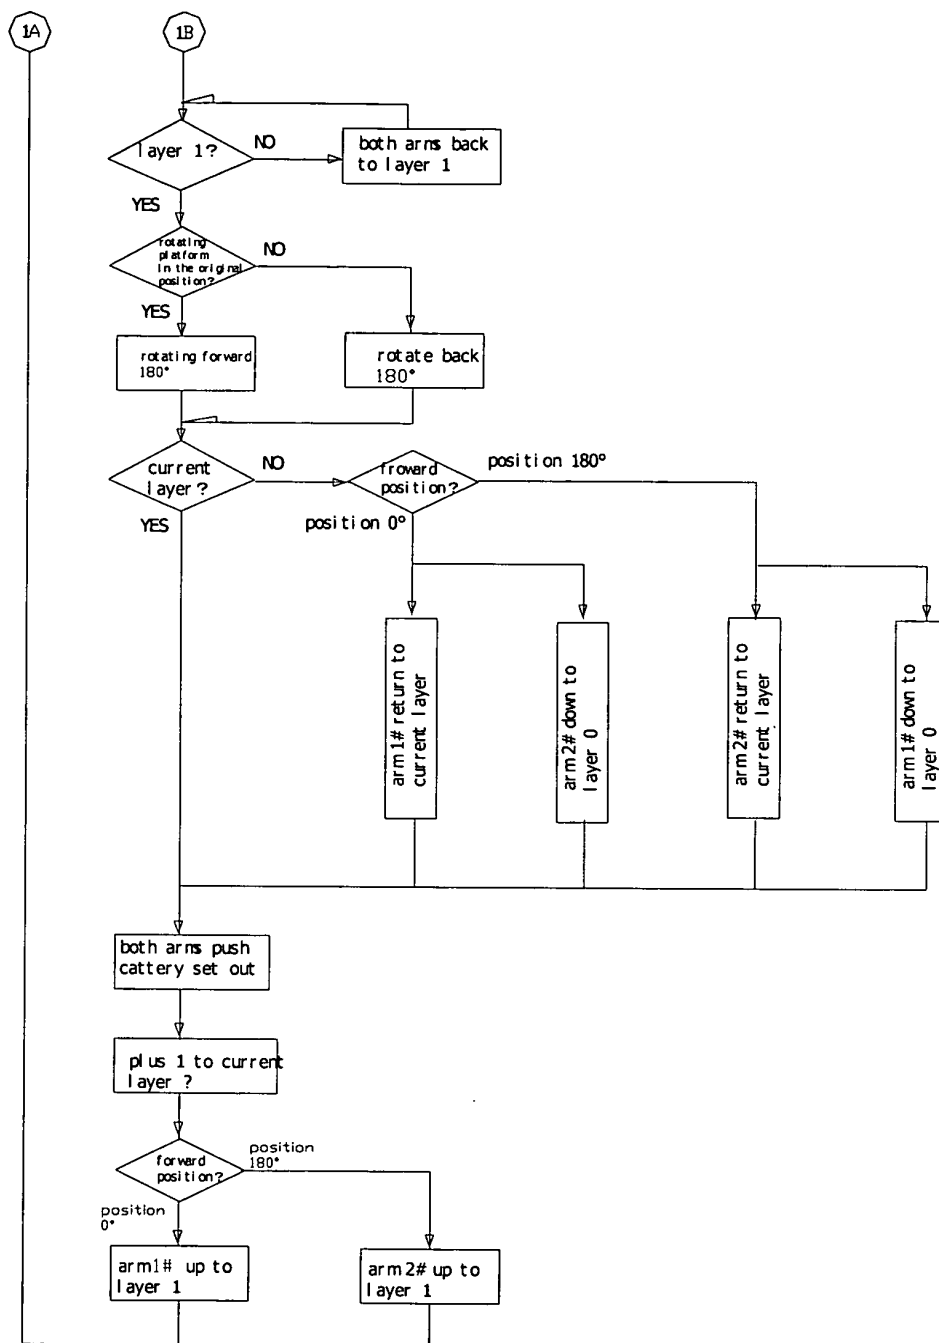 1A
1B
layer 1?
NO
both arms back
to layer 1
YES
rotating
platform
in the original
position?
NO
YES
rotating forward
180°
rotate back
180°
current
layer?
NO
froward
position?
position 180°
YES
position 0°
arm1# return to
current layer
arm2# down to
layer 0
arm2# return to
current layer
arm1# down to
layer 0
both arms push
cattery set out
plus 1 to current
layer ?
forward
position?
position
180°
position
0°
arm1# up to
layer 1
arm2# up to
layer 1